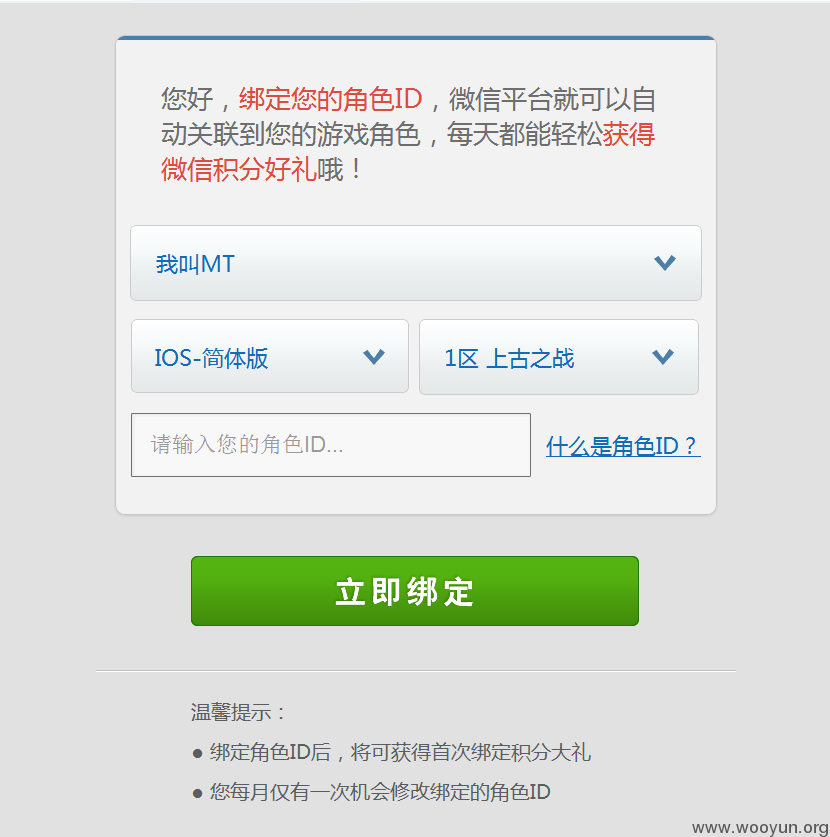 您好，绑定您的角色ID，微信平台就可以自
动关联到您的游戏角色，每天都能轻松获得
微信积分好礼哦！
我叫MT
IOS-简体版
1区 上古之战
请输入您的角色ID...
什么是角色ID？
立即绑定
温馨提示：
● 绑定角色ID后，将可获得首次绑定积分大礼
● 您每月仅有一次机会修改绑定的角色ID
www.wooyun.org